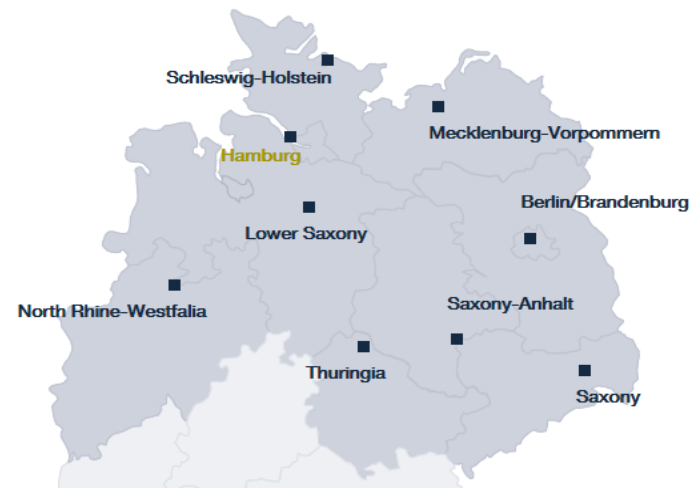 Schleswig-Holstein
Mecklenburg-Vorpommern
Hamburg
Berlin/Brandenburg
Lower Saxony
Saxony-Anhalt
North Rhine-Westfalia
Thuringia
Saxony